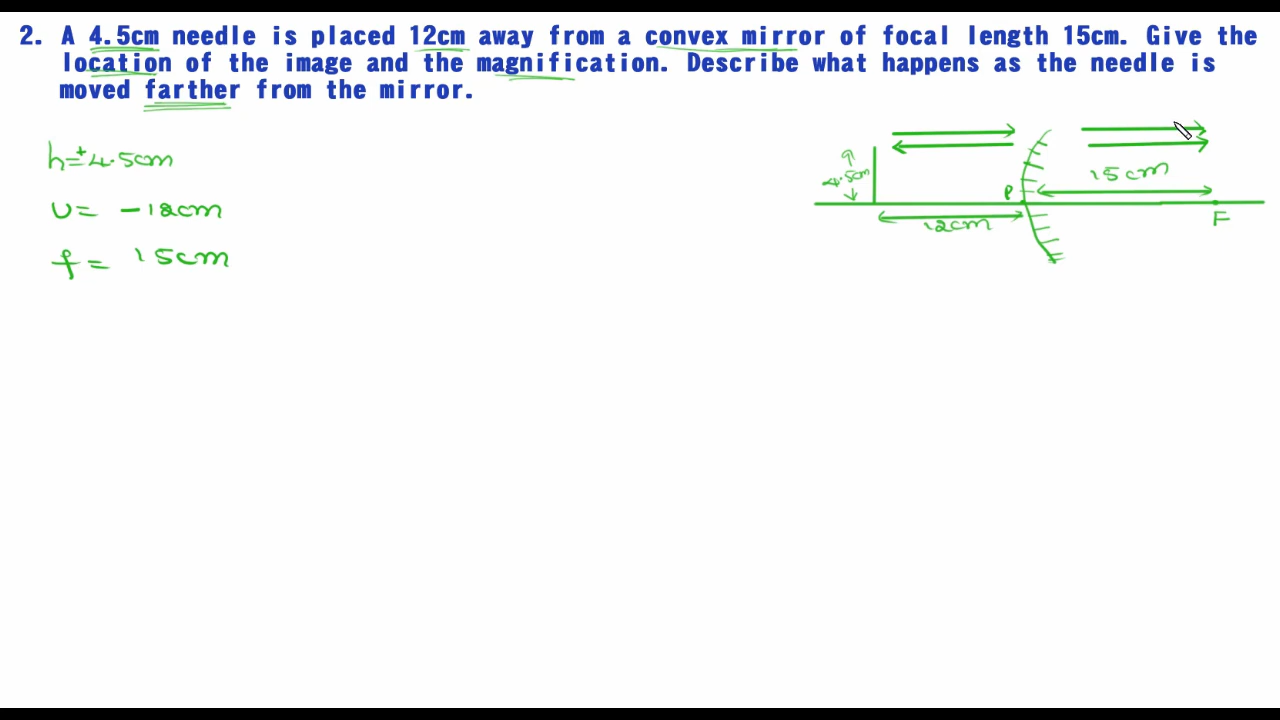 2. A 4.5cm needle is placed 12cm away from a convex mirror of focal length 15cm. Give the
location of the image and the magnification. Describe what happens as the needle is
moved farther from the mirror.
h=+4.5cm
u= -12cm
f= 15cm
4.5cm
12cm
P
15cm
F